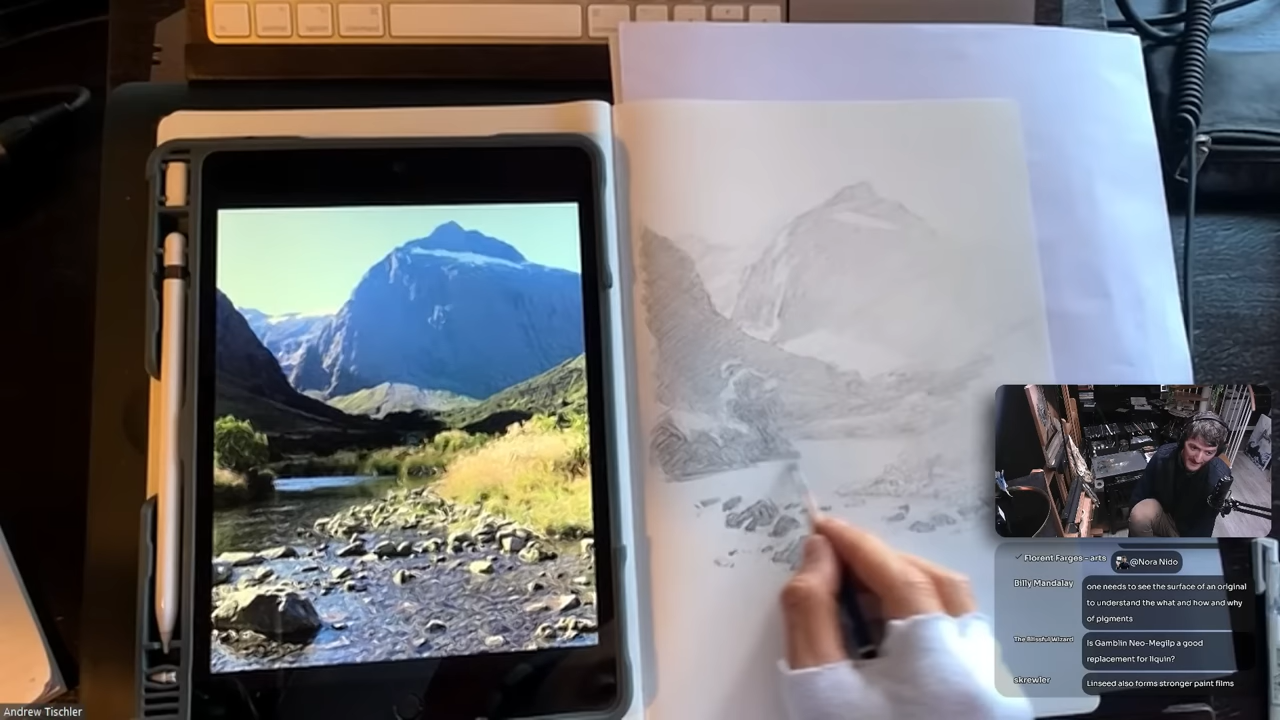 Florent Farges - arts @Nora Nido
Billy Mandalay
one needs to see the surface of an original
to understand the what and how and why
of pigments
The Blissful Wizard
Is Gamblin Neo-Megilp a good
replacement for liquin?
skrewler
Linseed also forms stronger paint films
Andrew Tischler